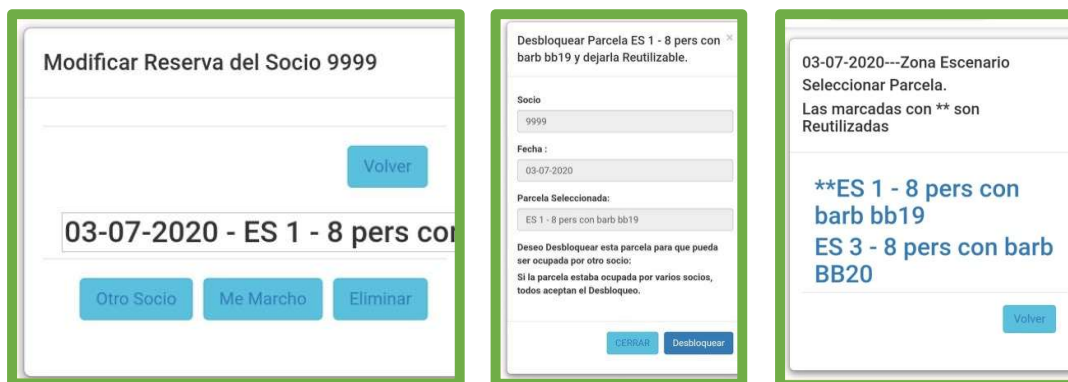 Modificar Reserva del Socio 9999
Volver
03-07-2020 - ES 1 - 8 pers con
Otro Socio
Me Marcho
Eliminar
Desbloquear Parcela ES 1 - 8 pers con ×
barb bb19 y dejarla Reutilizable.
Socio
9999
Fecha :
03-07-2020
Parcela Seleccionada:
ES 1 - 8 pers con barb bb19
Deseo Desbloquear esta parcela para que pueda
ser ocupada por otro socio:
Si la parcela estaba ocupada por varios socios,
todos aceptan el Desbloqueo.
CERRAR
Desbloquear
03-07-2020---Zona Escenario
Seleccionar Parcela.
Las marcadas con ** son
Reutilizadas
**ES 1 - 8 pers con
barb bb19
ES 3 - 8 pers con barb
BB20
Volver